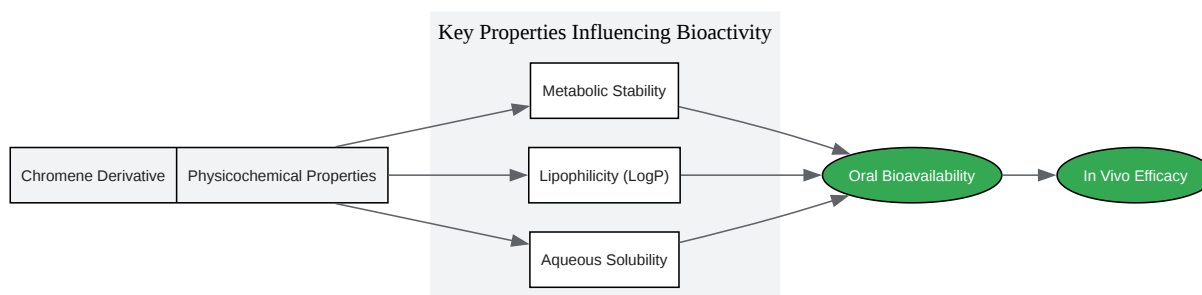 Key Properties Influencing Bioactivity
Metabolic Stability
Chromene Derivative
Physicochemical Properties
Lipophilicity (LogP)
Oral Bioavailability
In Vivo Efficacy
Aqueous Solubility